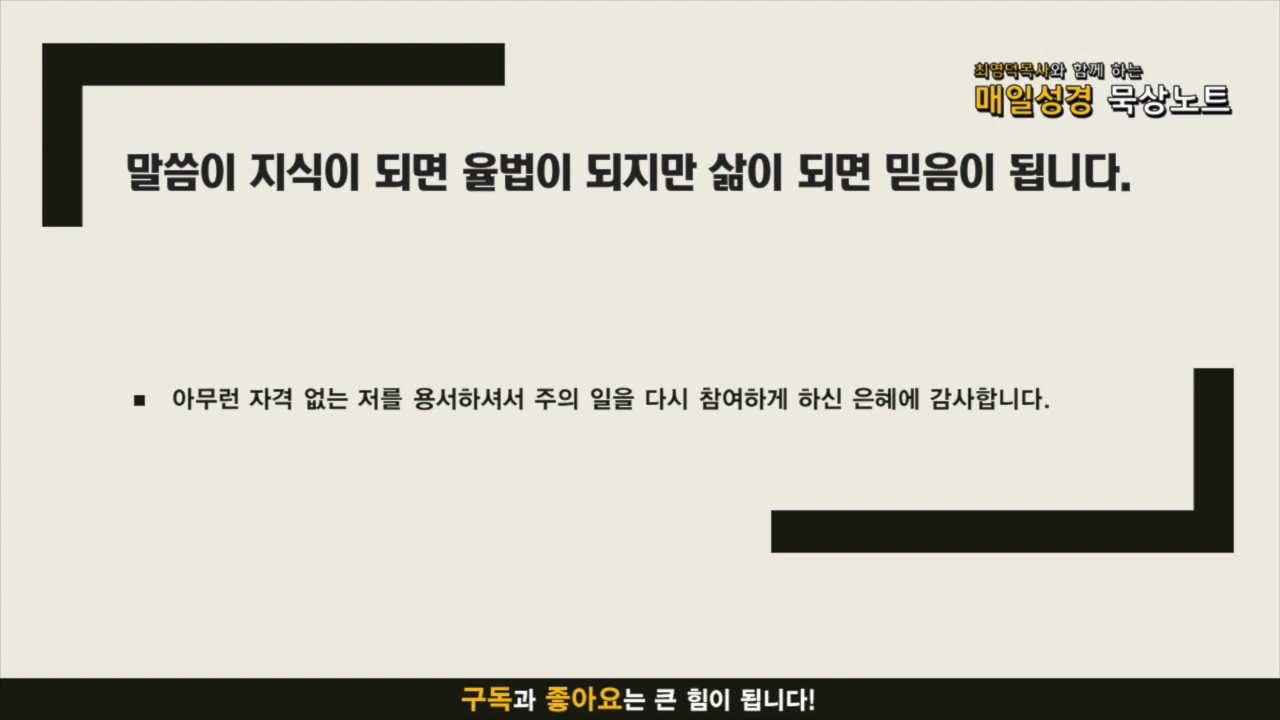 최영덕목사와 함께 하는
매일성경 묵상노트
말씀이 지식이 되면 율법이 되지만 삶이 되면 믿음이 됩니다.
▪ 아무런 자격 없는 저를 용서하셔서 주의 일을 다시 참여하게 하신 은혜에 감사합니다.
구독과 좋아요는 큰 힘이 됩니다!